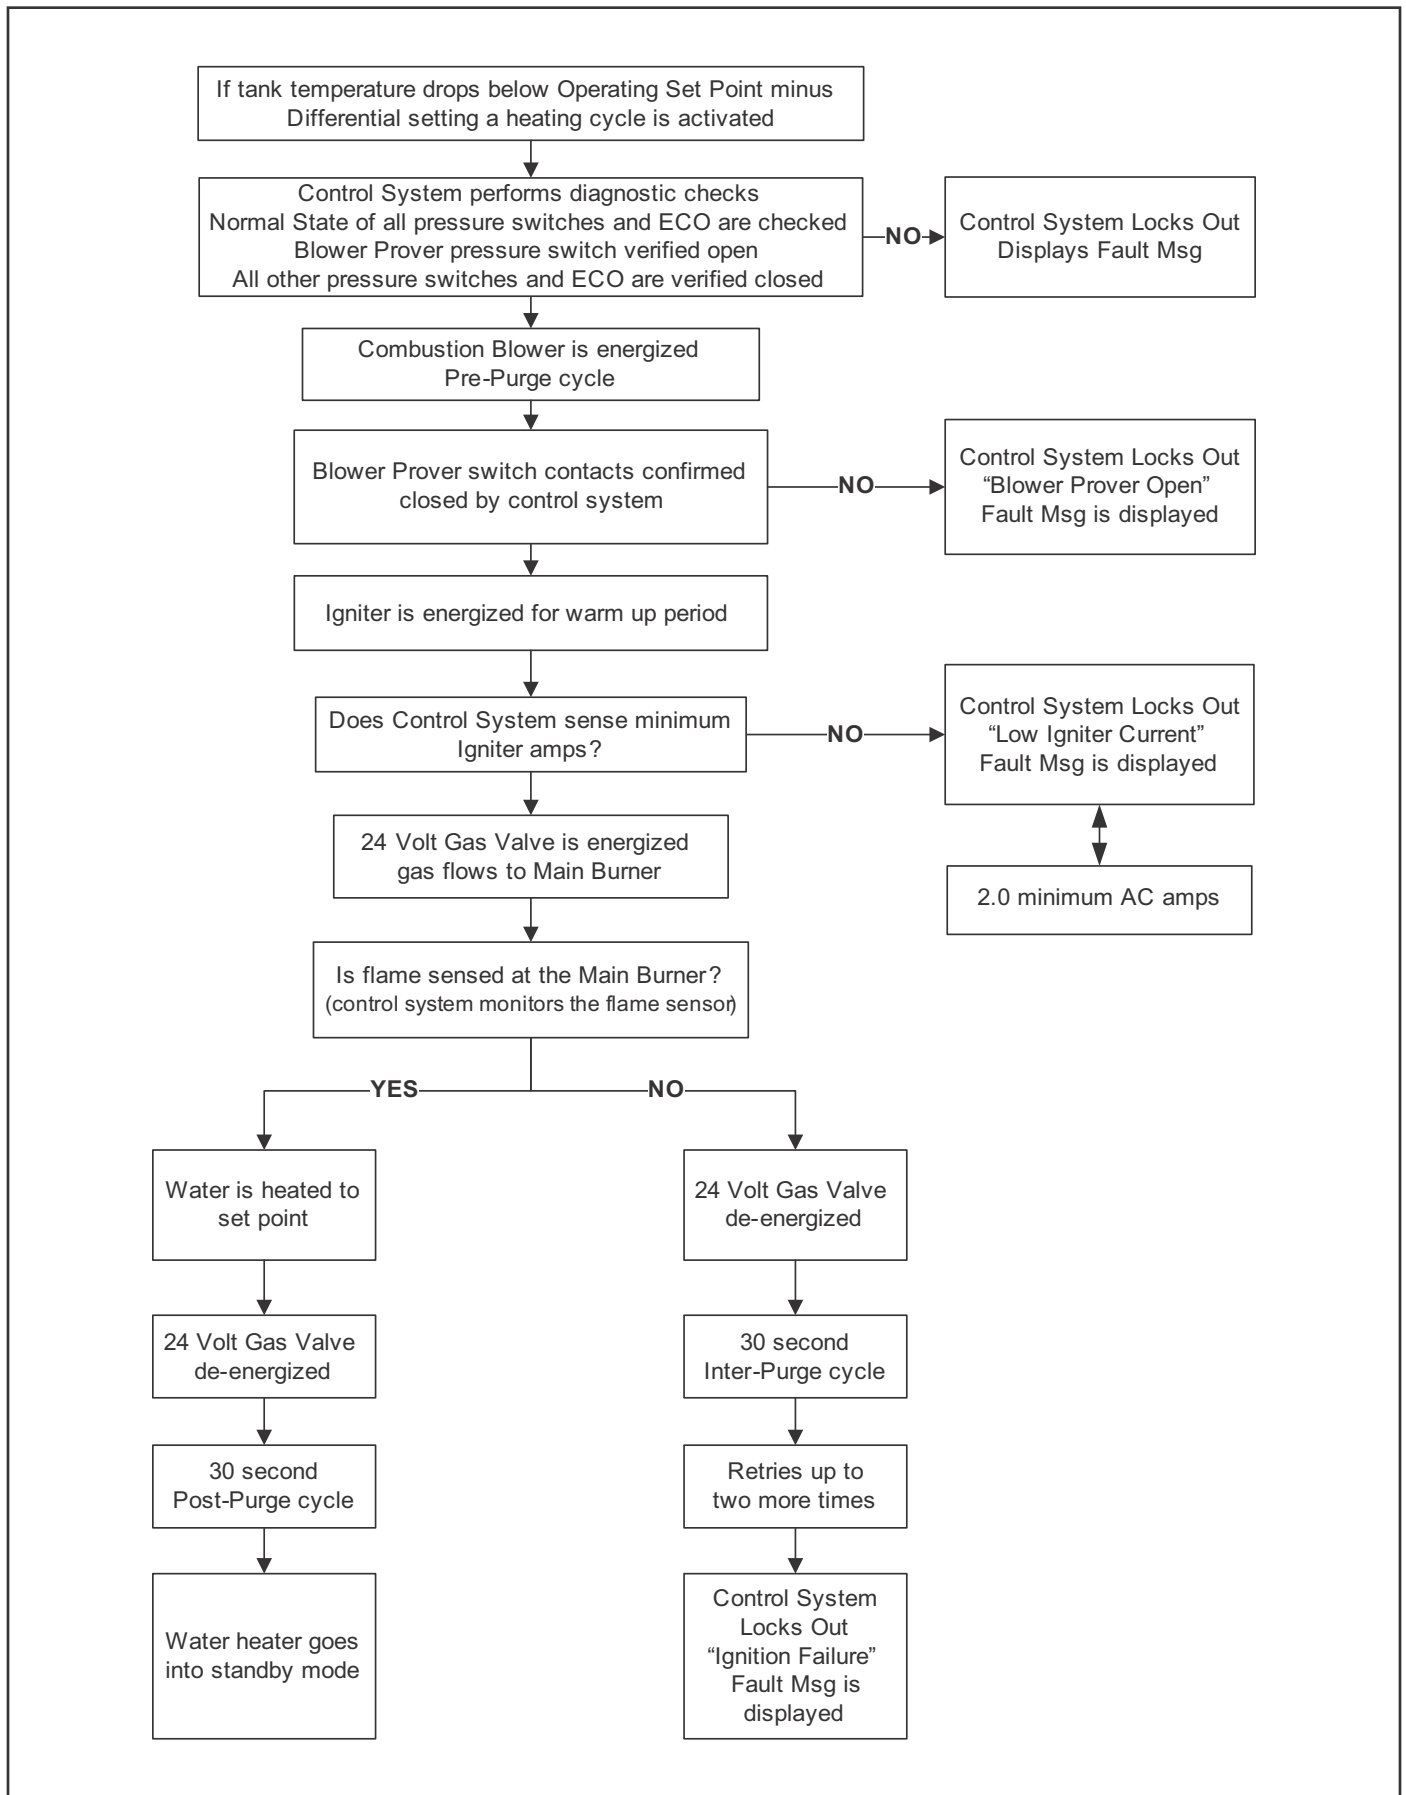 If tank temperature drops below Operating Set Point minus
Differential setting a heating cycle is activated
Control System performs diagnostic checks
Normal State of all pressure switches and ECO are checked
Blower Prover pressure switch verified open
All other pressure switches and ECO are verified closed
NO
Control System Locks Out
Displays Fault Msg
Combustion Blower is energized
Pre-Purge cycle
Blower Prover switch contacts confirmed
closed by control system
NO
Control System Locks Out
“Blower Prover Open”
Fault Msg is displayed
Igniter is energized for warm up period
Does Control System sense minimum
Igniter amps?
NO
Control System Locks Out
“Low Igniter Current”
Fault Msg is displayed
2.0 minimum AC amps
24 Volt Gas Valve is energized
gas flows to Main Burner
Is flame sensed at the Main Burner?
(control system monitors the flame sensor)
YES
NO
Water is heated to
set point
24 Volt Gas Valve
de-energized
30 second
Post-Purge cycle
Water heater goes
into standby mode
24 Volt Gas Valve
de-energized
30 second
Inter-Purge cycle
Retries up to
two more times
Control System
Locks Out
“Ignition Failure”
Fault Msg is
displayed